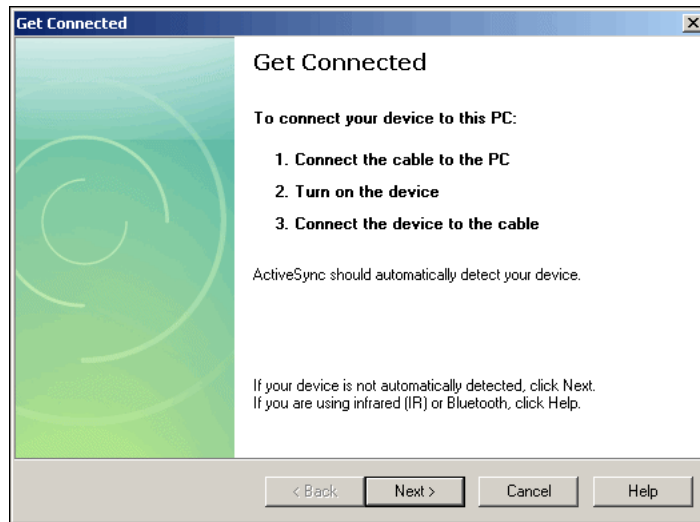 Get Connected
Get Connected
To connect your device to this PC:
1. Connect the cable to the PC
2. Turn on the device
3. Connect the device to the cable
ActiveSync should automatically detect your device.
If your device is not automatically detected, click Next.
If you are using infrared (IR) or Bluetooth, click Help.
< Back Next > Cancel Help